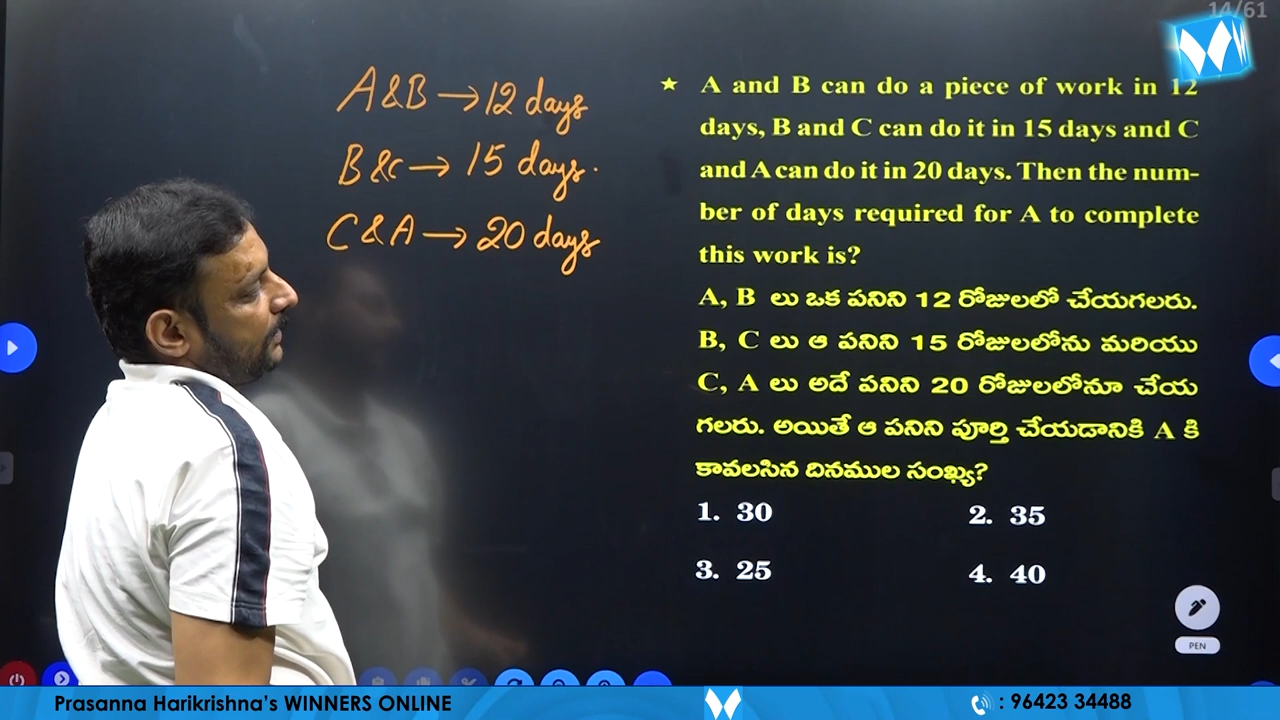 14/61
A&B → 12 days
B&C → 15 days.
C&A → 20 days
★ A and B can do a piece of work in 12
days, B and C can do it in 15 days and C
and A can do it in 20 days. Then the num-
ber of days required for A to complete
this work is?
A, B లు ఒక పనిని 12 రోజులలో చేయగలరు.
B, C లు ఆ పనిని 15 రోజులలోను మరియు
C, A లు అదే పనిని 20 రోజులలోనూ చేయ
గలరు. అయితే ఆ పనిని పూర్తి చేయడానికి A కి
కావలసిన దినముల సంఖ్య?
1. 30 2. 35
3. 25 4. 40
PEN
Prasanna Harikrishna's WINNERS ONLINE : 96423 34488